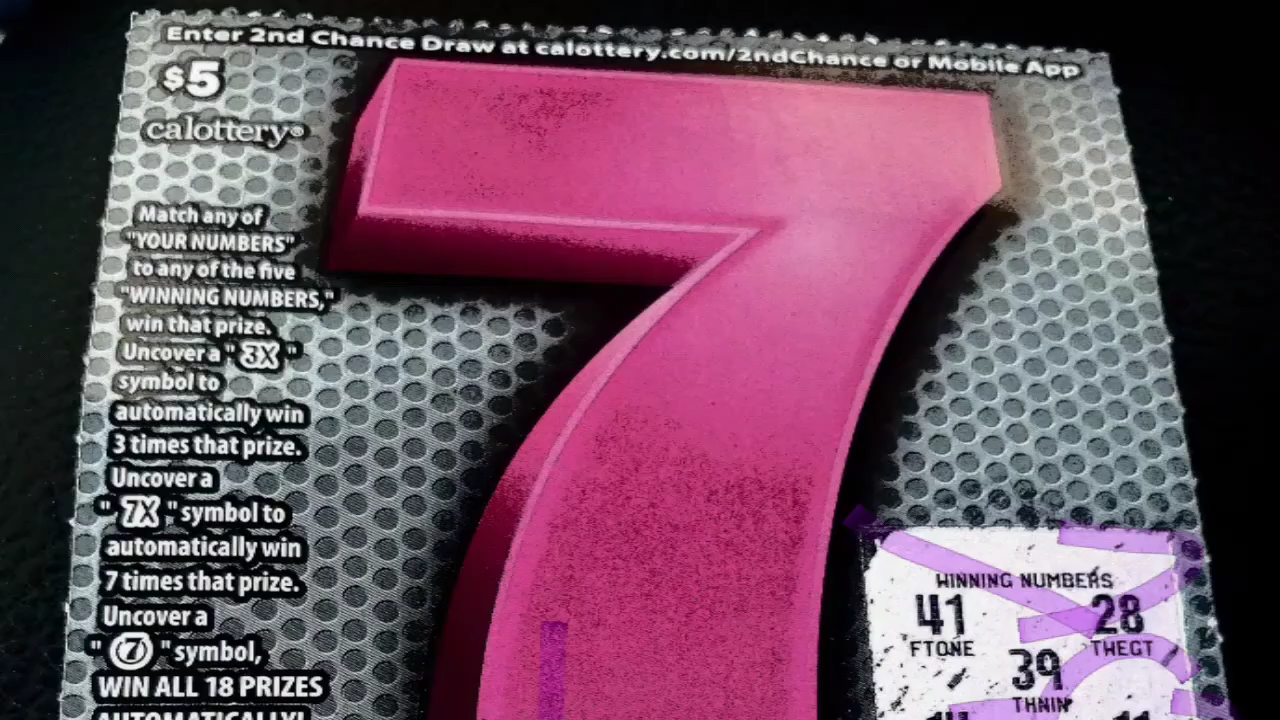 Enter 2nd Chance Draw at calottery.com/2ndChance or Mobile App
$5
calottery®
7
Match any of
"YOUR NUMBERS"
to any of the five
"WINNING NUMBERS,"
win that prize.
Uncover a "3X"
symbol to
automatically win
3 times that prize.
Uncover a
"7X" symbol to
automatically win
7 times that prize.
Uncover a
"7" symbol,
WIN ALL 18 PRIZES
AUTOMATICALLY!
WINNING NUMBERS
41 28
FTONE THEGT
39
THNIN